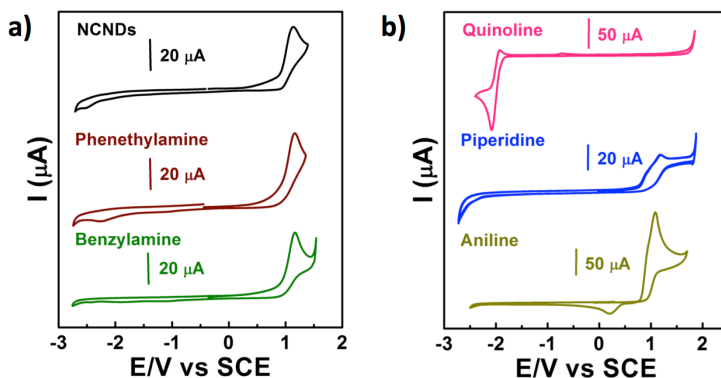 a)
NCNDs
20 μA
Phenethylamine
20 μA
Benzylamine
20 μA
I (μA)
-3 -2 -1 0 1 2
E/V vs SCE
b)
Quinoline
50 μA
Piperidine
20 μA
Aniline
50 μA
I (μA)
-3 -2 -1 0 1 2
E/V vs SCE